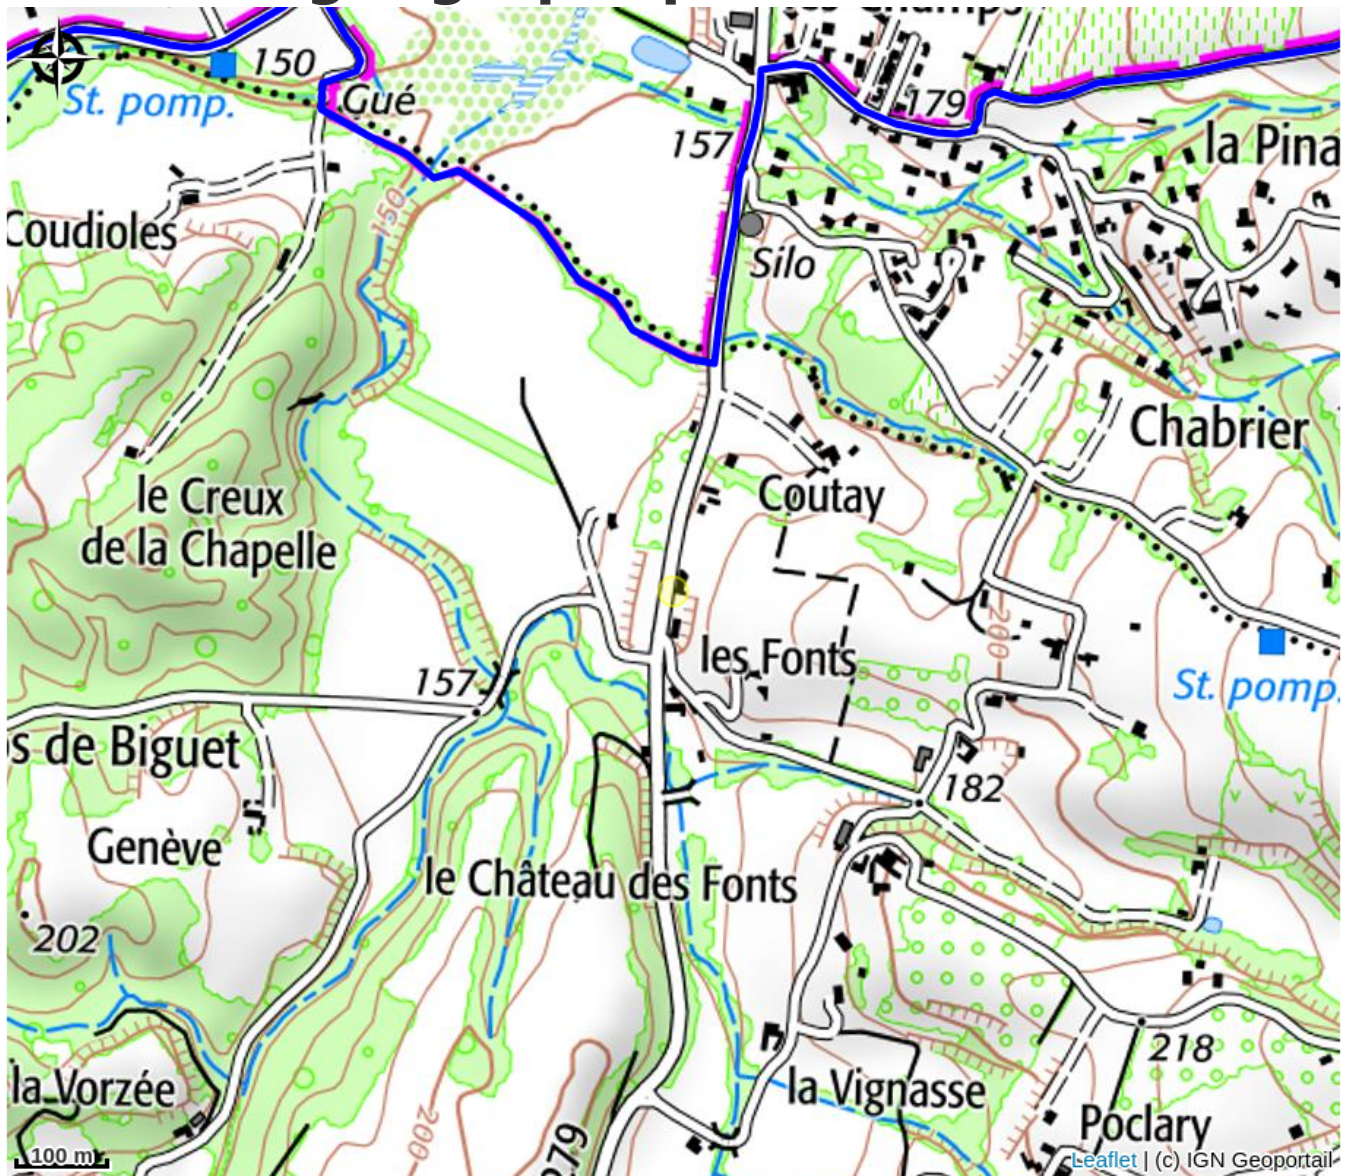 150
St. pomp.
Gué
179
157
la Pina
150
Coudioles
Silo
Chabrier
le Creux
de la Chapelle
Coutay
les Fonts
200
157
St. pomp.
s de Biguet
182
Genève
le Château des Fonts
202
218
la Vorzée
la Vignasse
200
Poclary
279
100 m
Leaflet | (c) IGN Geoportail